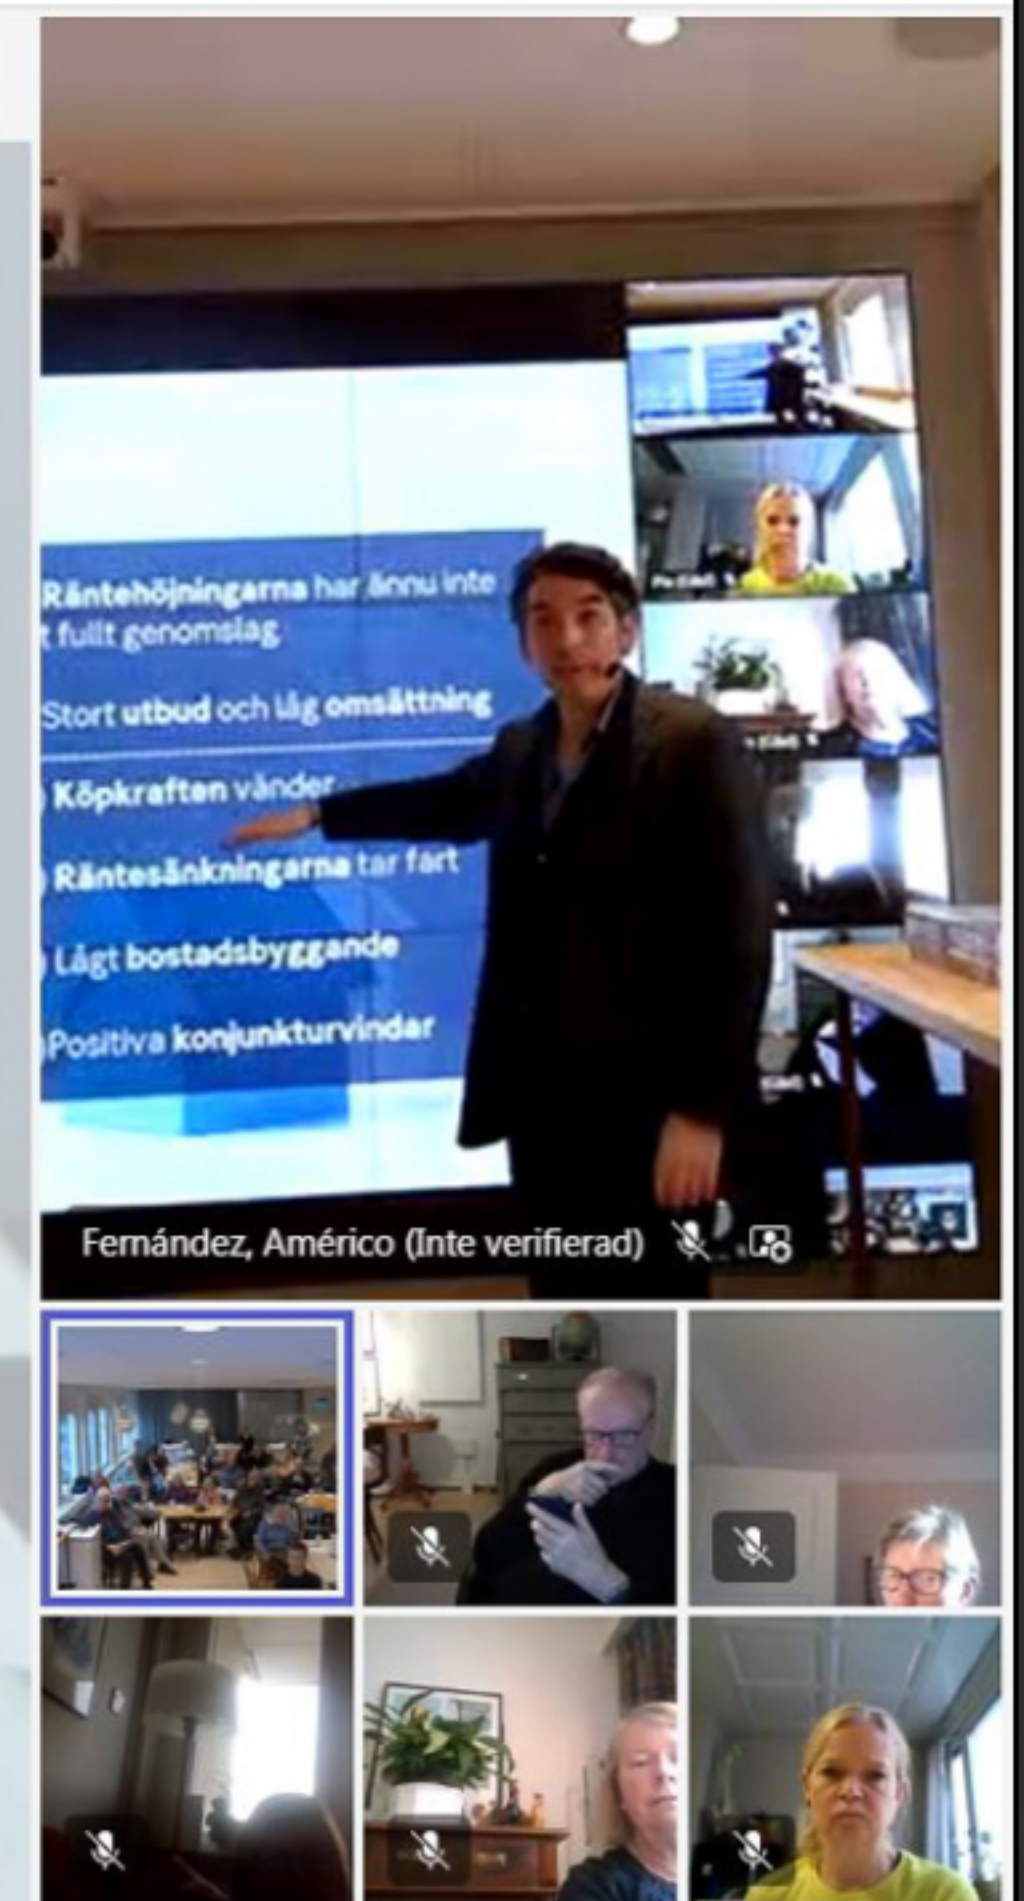 Räntehöjningarna har ännu inte
t fullt genomslag
Stort utbud och låg omsättning
Köpkraften vänder
Räntesänkningarna tar fart
Lågt bostadsbyggande
Positiva konjunkturvindar
Fernández, Américo (Inte verifierad)